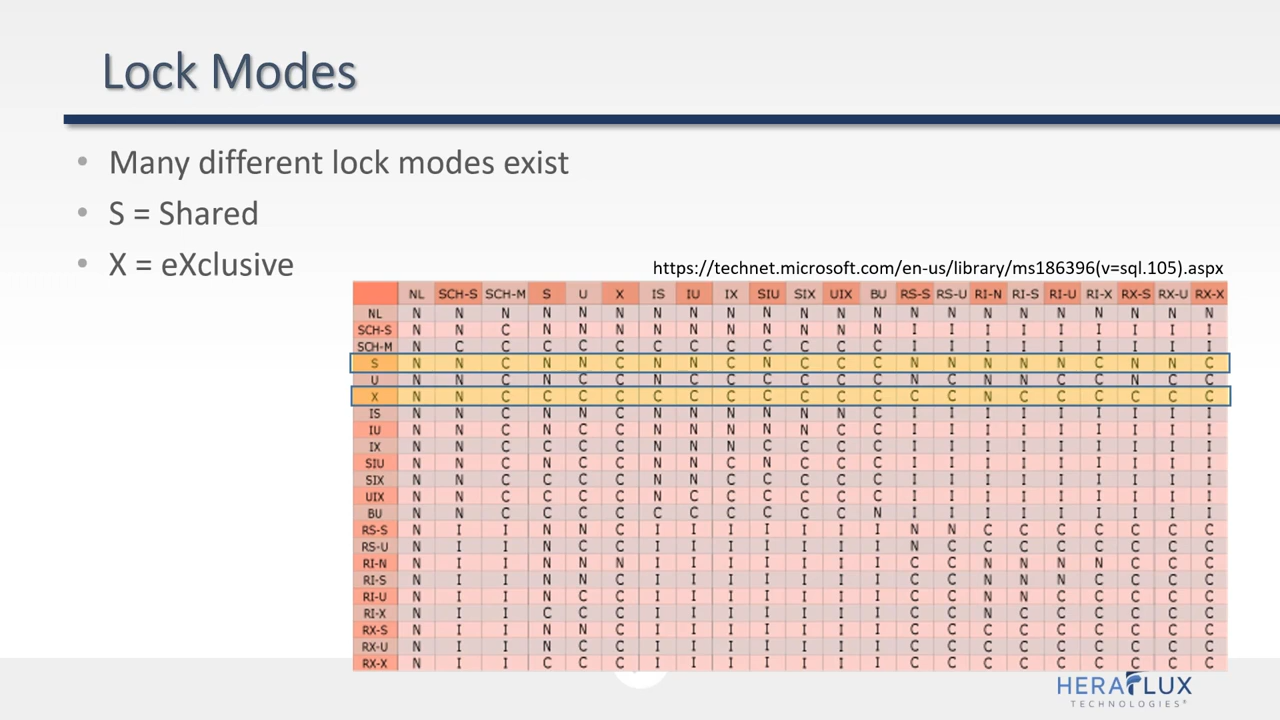 Lock Modes
• Many different lock modes exist
• S = Shared
• X = eXclusive
https://technet.microsoft.com/en-us/library/ms186396(v=sql.105).aspx
NL SCH-S SCH-M S U X IS IU IX SIU SIX UIX BU RS-S RS-U RI-N RI-S RI-U RI-X RX-S RX-U RX-X
NL N N N N N N N N N N N N N N N N N N N N N N
SCH-S N N C N N N N N N N N N N I I I I I I I I I
SCH-M N C C C C C C C C C C C C I I I I I I I I I
S N N C N N C N N C N C C C N N N N N C N N C
U N N C N C C N C C C C C C N C N N C C N C C
X N N C C C C C C C C C C C C C N C C C C C C
IS N N C N N C N N N N N N C I I I I I I I I I
IU N N C N C C N N N N N C C I I I I I I I I I
IX N N C C C C N N N C C C C I I I I I I I I I
SIU N N C N C C N N C N C C C I I I I I I I I I
SIX N N C C C C N N C C C C C I I I I I I I I I
UIX N N C C C C N C C C C C C I I I I I I I I I
BU N N C C C C C C C C C C N I I I I I I I I I
RS-S N I I N N C I I I I I I I N N C C C C C C C
RS-U N I I N C C I I I I I I I N C C C C C C C C
RI-N N I I N N N I I I I I I I C C N N N N C C C
RI-S N I I N N C I I I I I I I C C N N N C C C C
RI-U N I I N C C I I I I I I I C C N N C C C C C
RI-X N I I C C C I I I I I I I C C N C C C C C C
RX-S N I I N N C I I I I I I I C C C C C C C C C
RX-U N I I N C C I I I I I I I C C C C C C C C C
RX-X N I I C C C I I I I I I I C C C C C C C C C
HERAFLUX
TECHNOLOGIES®